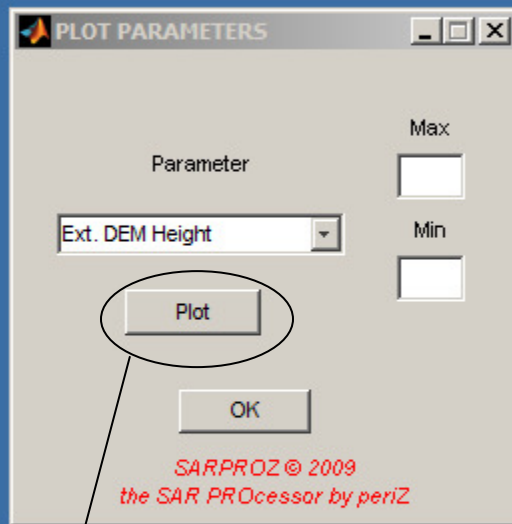 PLOT PARAMETERS
Max
Parameter
Ext. DEM Height
Min
Plot
OK
SARPROZ © 2009
the SAR PROcessor by periZ